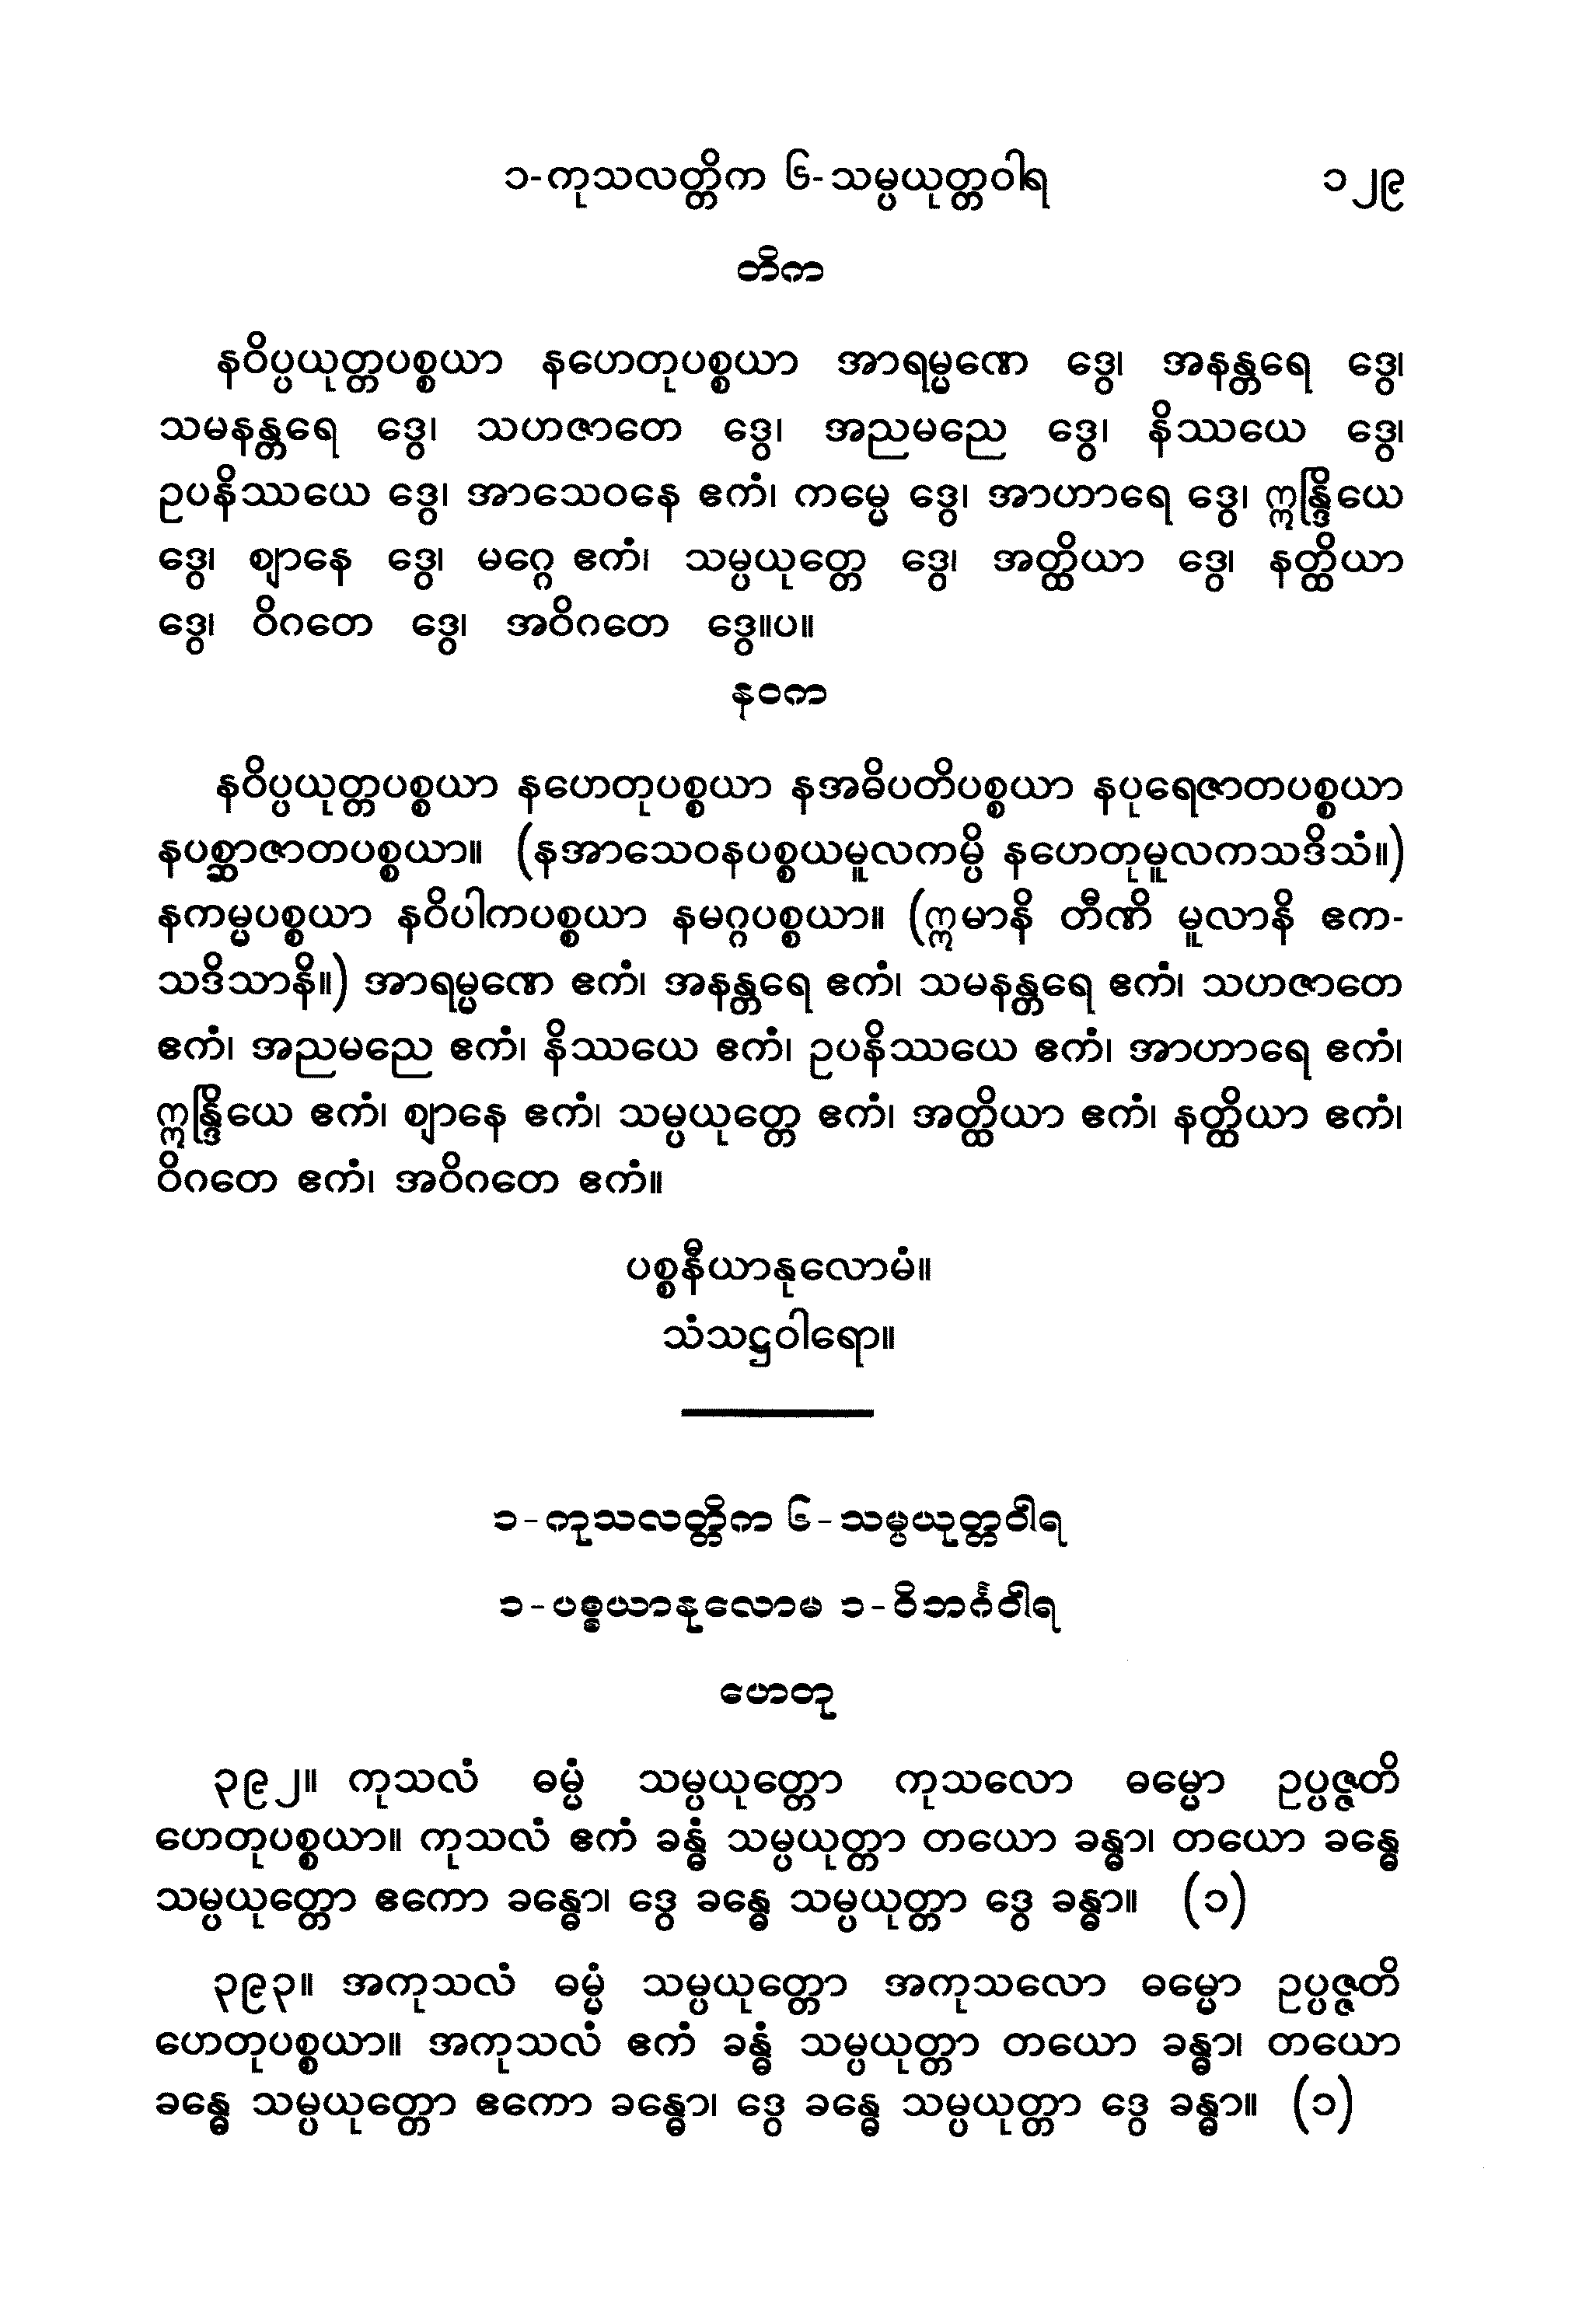 ၁-ကုသလတ္တိက ၆-သမ္ပယုတ္တဝါရ ၁၂၉
တိက
နဝိပ္ပယုတ္တပစ္စယာ နဟေတုပစ္စယာ အာရမ္မဏေ ဒွေ၊ အနန္တရေ ဒွေ၊
သမနန္တရေ ဒွေ၊ သဟဇာတေ ဒွေ၊ အညမညေ ဒွေ၊ နိဿယေ ဒွေ၊
ဥပနိဿယေ ဒွေ၊ အာသေဝနေ ဧကံ၊ ကမ္မေ ဒွေ၊ အာဟာရေ ဒွေ၊ ဣန္ဒြိယေ
ဒွေ၊ ဈာနေ ဒွေ၊ မဂ္ဂေ ဧကံ၊ သမ္ပယုတ္တေ ဒွေ၊ အတ္ထိယာ ဒွေ၊ နတ္ထိယာ
ဒွေ၊ ဝိဂတေ ဒွေ၊ အဝိဂတေ ဒွေ။ပ။
နဝက
နဝိပ္ပယုတ္တပစ္စယာ နဟေတုပစ္စယာ နအဓိပတိပစ္စယာ နပုရေဇာတပစ္စယာ
နပစ္ဆာဇာတပစ္စယာ။ (နအာသေဝနပစ္စယမူလကမ္ပိ နဟေတုမူလကသဒိသံ။)
နကမ္မပစ္စယာ နဝိပါကပစ္စယာ နမဂ္ဂပစ္စယာ။ (ဣမာနိ တီဏိ မူလာနိ ဧက-
သဒိသာနိ။) အာရမ္မဏေ ဧကံ၊ အနန္တရေ ဧကံ၊ သမနန္တရေ ဧကံ၊ သဟဇာတေ
ဧကံ၊ အညမညေ ဧကံ၊ နိဿယေ ဧကံ၊ ဥပနိဿယေ ဧကံ၊ အာဟာရေ ဧကံ၊
ဣန္ဒြိယေ ဧကံ၊ ဈာနေ ဧကံ၊ သမ္ပယုတ္တေ ဧကံ၊ အတ္ထိယာ ဧကံ၊ နတ္ထိယာ ဧကံ၊
ဝိဂတေ ဧကံ၊ အဝိဂတေ ဧကံ။
ပစ္စနီယာနုလောမံ။
သံသဋ္ဌဝါရော။
၁-ကုသလတ္တိက ၆-သမ္ပယုတ္တဝါရ
၁-ပစ္စယာနုလောမ ၁-ဝိဘင်္ဂဝါရ
ဟေတု
၃၉၂။ ကုသလံ ဓမ္မံ သမ္ပယုတ္တော ကုသလော ဓမ္မော ဥပ္ပဇ္ဇတိ
ဟေတုပစ္စယာ။ ကုသလံ ဧကံ ခန္ဓံ သမ္ပယုတ္တာ တယော ခန္ဓာ၊ တယော ခန္ဓေ
သမ္ပယုတ္တော ဧကော ခန္ဓော၊ ဒွေ ခန္ဓေ သမ္ပယုတ္တာ ဒွေ ခန္ဓာ။ (၁)
၃၉၃။ အကုသလံ ဓမ္မံ သမ္ပယုတ္တော အကုသလော ဓမ္မော ဥပ္ပဇ္ဇတိ
ဟေတုပစ္စယာ။ အကုသလံ ဧကံ ခန္ဓံ သမ္ပယုတ္တာ တယော ခန္ဓာ၊ တယော
ခန္ဓေ သမ္ပယုတ္တော ဧကော ခန္ဓော၊ ဒွေ ခန္ဓေ သမ္ပယုတ္တာ ဒွေ ခန္ဓာ။ (၁)